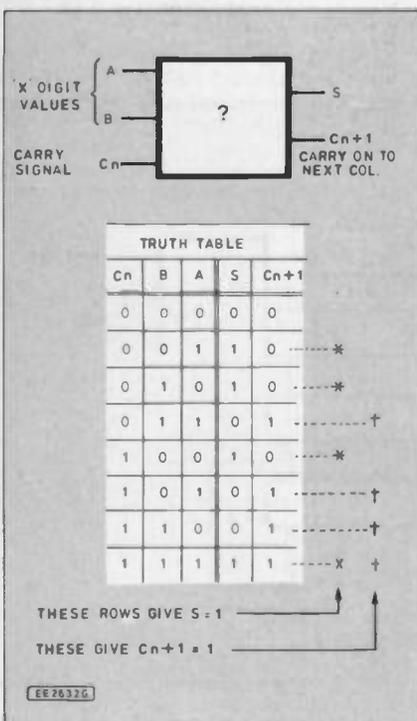 'X' DIGIT
VALUES
A
B
?
S
CARRY
SIGNAL
Cn
Cn+1
CARRY ON TO
NEXT COL.
TRUTH TABLE
Cn B A S Cn+1
0 0 0 0 0
0 0 1 1 0 *
0 1 0 1 0 *
0 1 1 0 1 †
1 0 0 1 0 *
1 0 1 0 1 †
1 1 0 0 1 †
1 1 1 1 1 x †
THESE ROWS GIVE S=1
THESE GIVE Cn+1=1
EE2632G